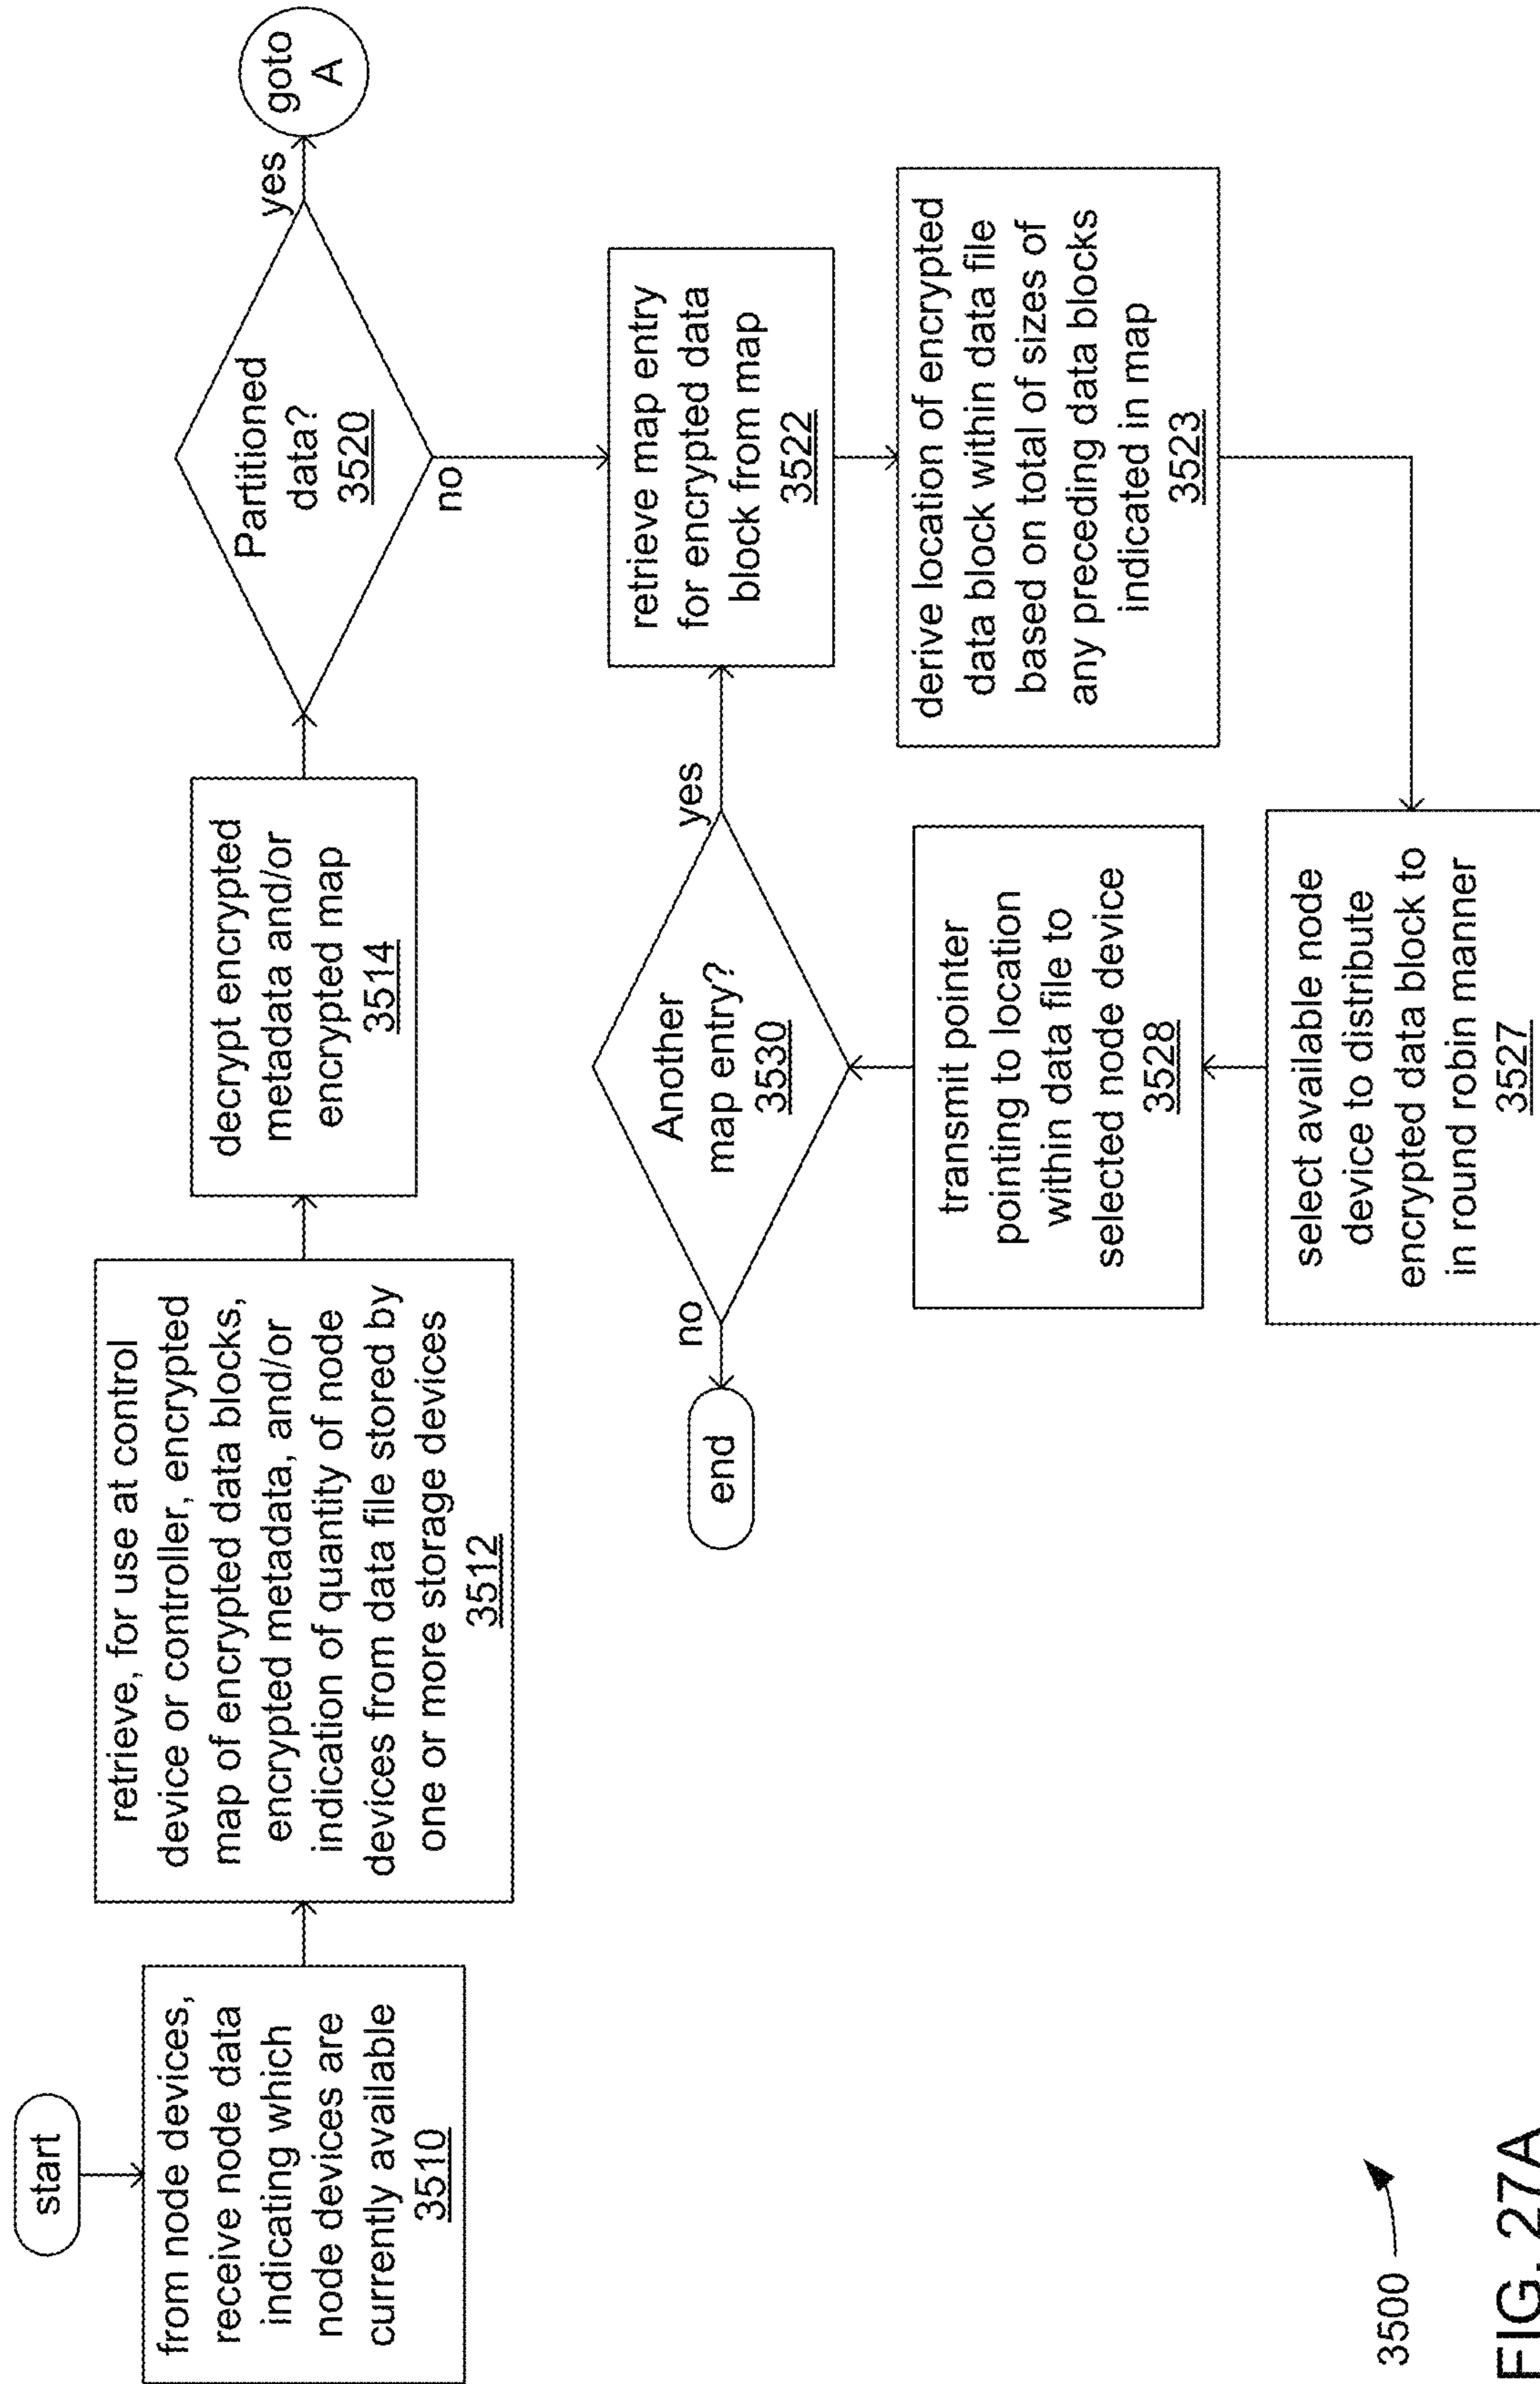 start
from node devices,
receive node data
indicating which
node devices are
currently available
3510
retrieve, for use at control
device or controller, encrypted
map of encrypted data blocks,
encrypted metadata, and/or
indication of quantity of node
devices from data file stored by
one or more storage devices
3512
decrypt encrypted
metadata and/or
encrypted map
3514
Partitioned
data?
3520
yes
goto
A
no
retrieve map entry
for encrypted data
block from map
3522
derive location of encrypted
data block within data file
based on total of sizes of
any preceding data blocks
indicated in map
3523
select available node
device to distribute
encrypted data block to
in round robin manner
3527
transmit pointer
pointing to location
within data file to
selected node device
3528
Another
map entry?
3530
yes
no
end
3500
FIG. 27A